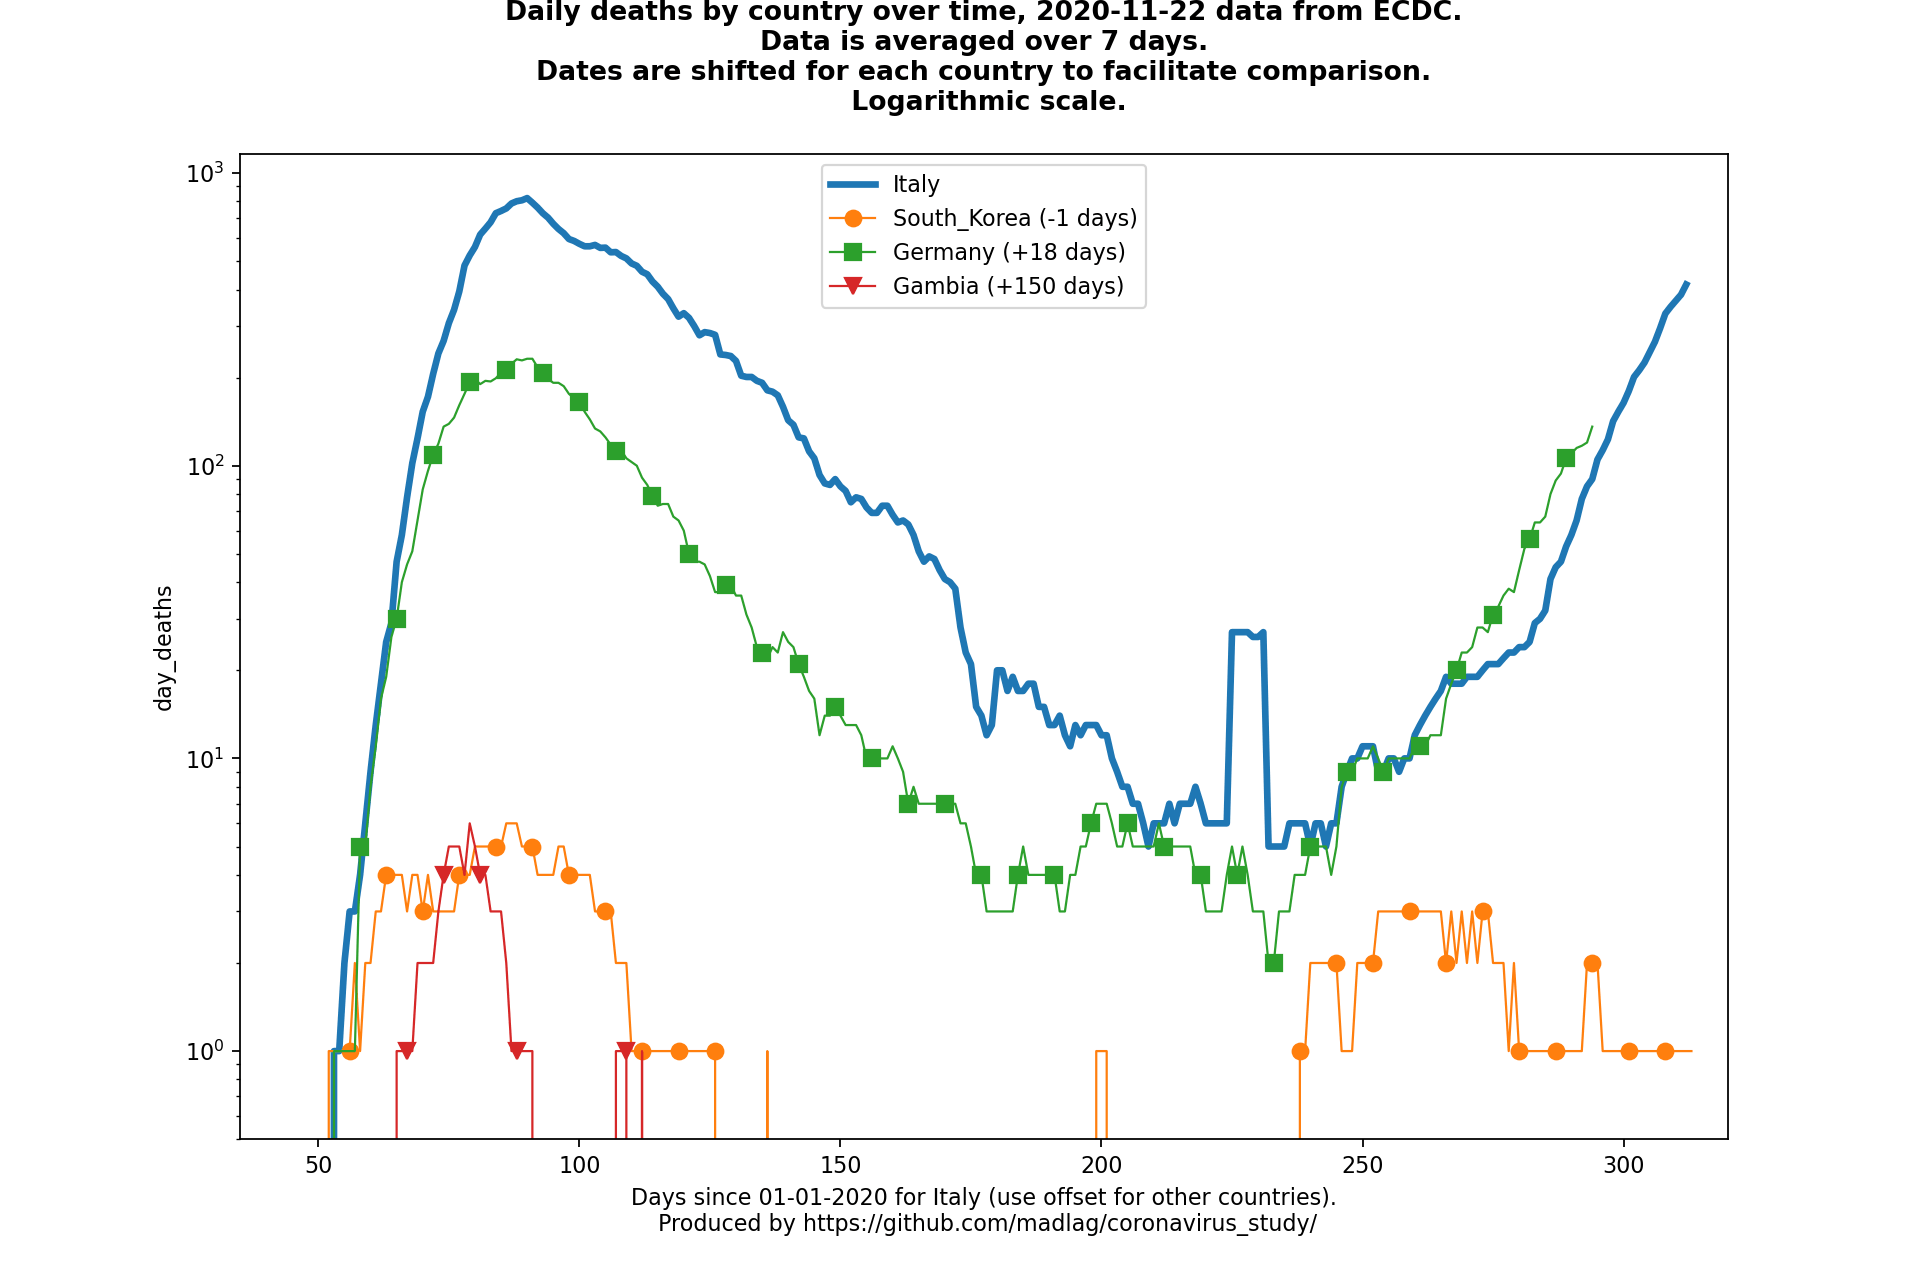 Daily deaths by country over time, 2020-11-22 data from ECDC.
Data is averaged over 7 days.
Dates are shifted for each country to facilitate comparison.
Logarithmic scale.
Italy
South_Korea (-1 days)
Germany (+18 days)
Gambia (+150 days)
day_deaths
10³
10²
10¹
10⁰
50 100 150 200 250 300
Days since 01-01-2020 for Italy (use offset for other countries).
Produced by https://github.com/madlag/coronavirus_study/